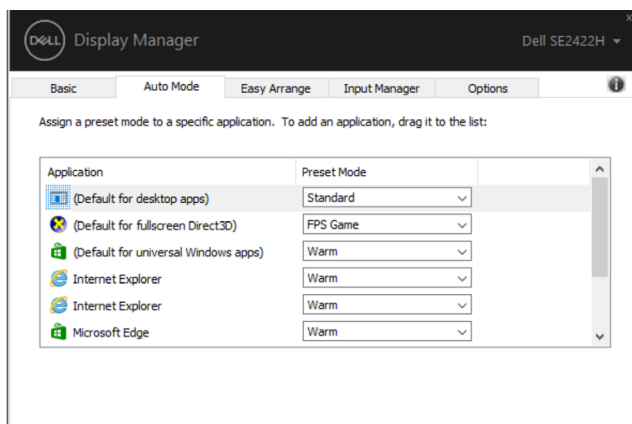 DELL Display Manager Dell SE2422H
Basic Auto Mode Easy Arrange Input Manager Options
Assign a preset mode to a specific application. To add an application, drag it to the list:
Application Preset Mode
(Default for desktop apps) Standard
(Default for fullscreen Direct3D) FPS Game
(Default for universal Windows apps) Warm
Internet Explorer Warm
Internet Explorer Warm
Microsoft Edge Warm